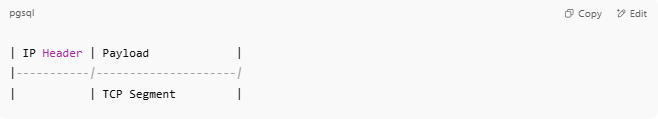 pgsql Copy Edit
| IP Header | Payload |
|-----------/---------------------/
| | TCP Segment |